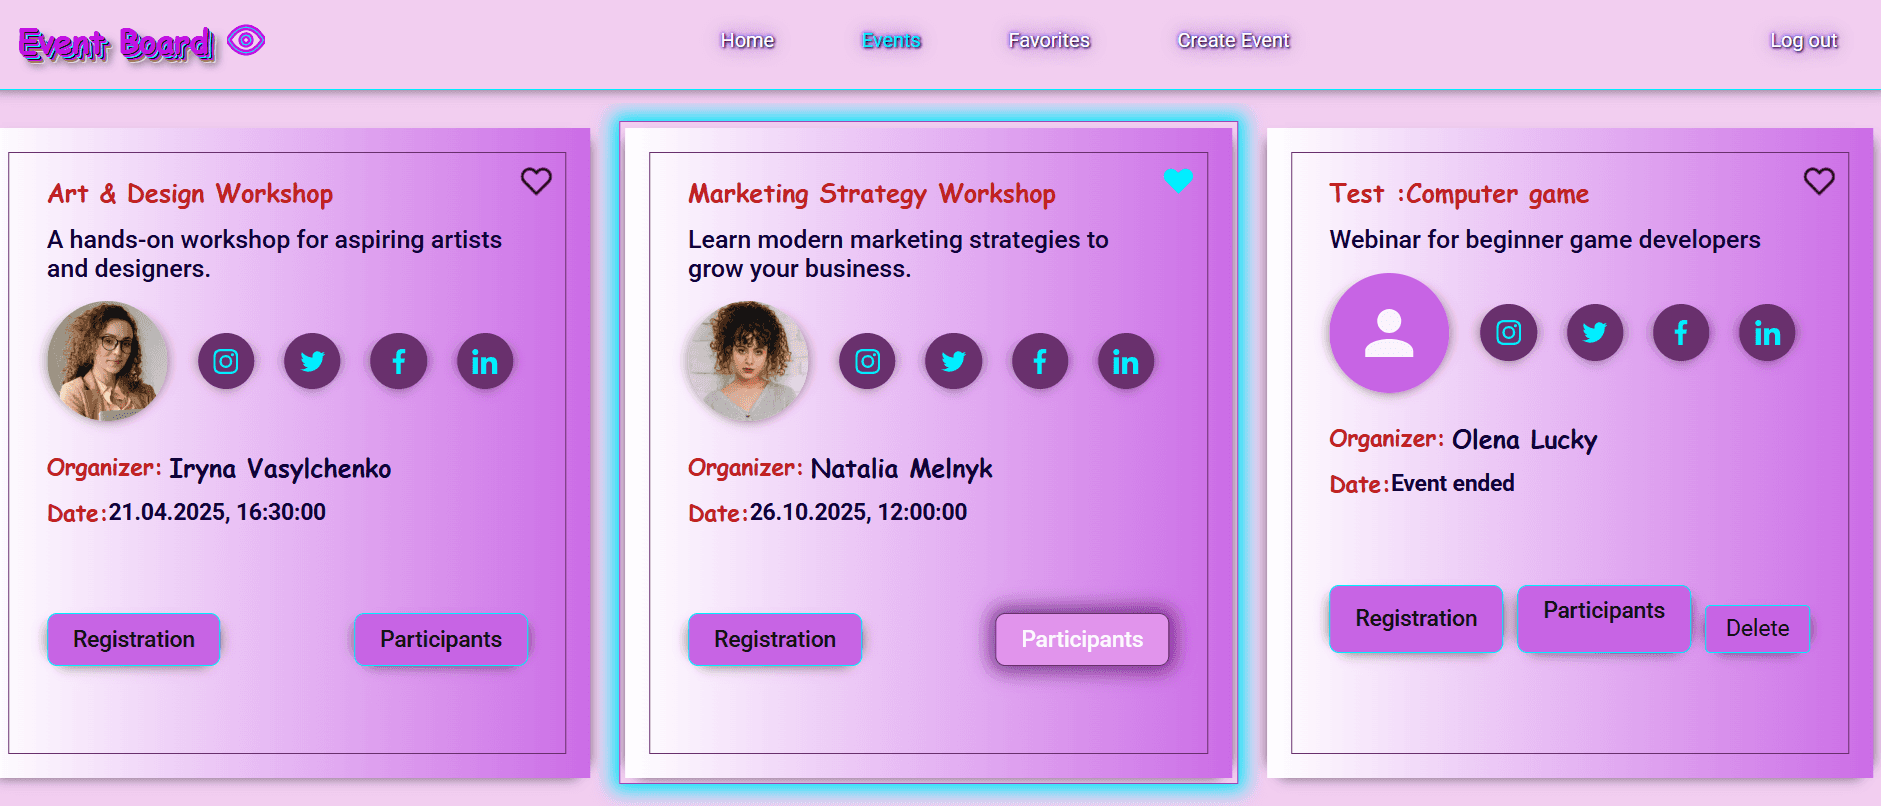 Event Board
Home
Events
Favorites
Create Event
Log out
Art & Design Workshop
A hands-on workshop for aspiring artists
and designers.
Organizer: Iryna Vasylchenko
Date:21.04.2025, 16:30:00
Registration
Participants
Marketing Strategy Workshop
Learn modern marketing strategies to
grow your business.
Organizer: Natalia Melnyk
Date:26.10.2025, 12:00:00
Registration
Participants
Test :Computer game
Webinar for beginner game developers
Organizer: Olena Lucky
Date:Event ended
Registration
Participants
Delete